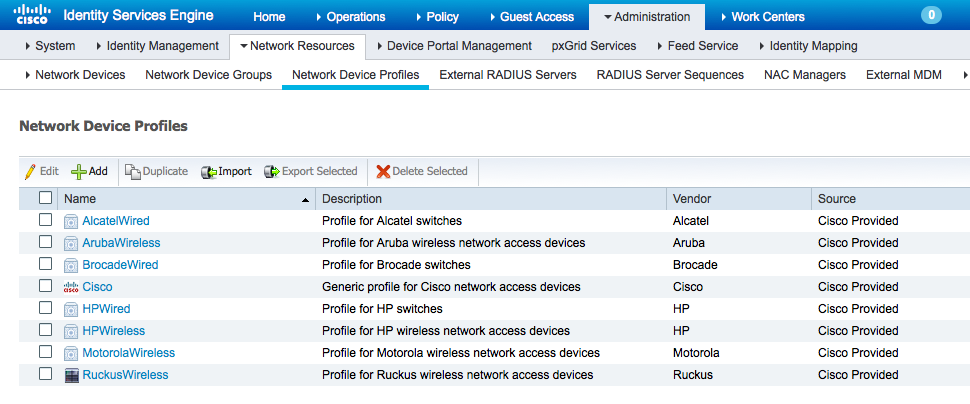 cisco Identity Services Engine Home Operations Policy Guest Access Administration Work Centers 0
System Identity Management Network Resources Device Portal Management pxGrid Services Feed Service Identity Mapping
Network Devices Network Device Groups Network Device Profiles External RADIUS Servers RADIUS Server Sequences NAC Managers External MDM
Network Device Profiles
Edit Add Duplicate Import Export Selected Delete Selected
Name Description Vendor Source
AlcatelWired Profile for Alcatel switches Alcatel Cisco Provided
ArubaWireless Profile for Aruba wireless network access devices Aruba Cisco Provided
BrocadeWired Profile for Brocade switches Brocade Cisco Provided
cisco Cisco Generic profile for Cisco network access devices Cisco Cisco Provided
HPWired Profile for HP switches HP Cisco Provided
HPWireless Profile for HP wireless network access devices HP Cisco Provided
MotorolaWireless Profile for Motorola wireless network access devices Motorola Cisco Provided
RuckusWireless Profile for Ruckus wireless network access devices Ruckus Cisco Provided